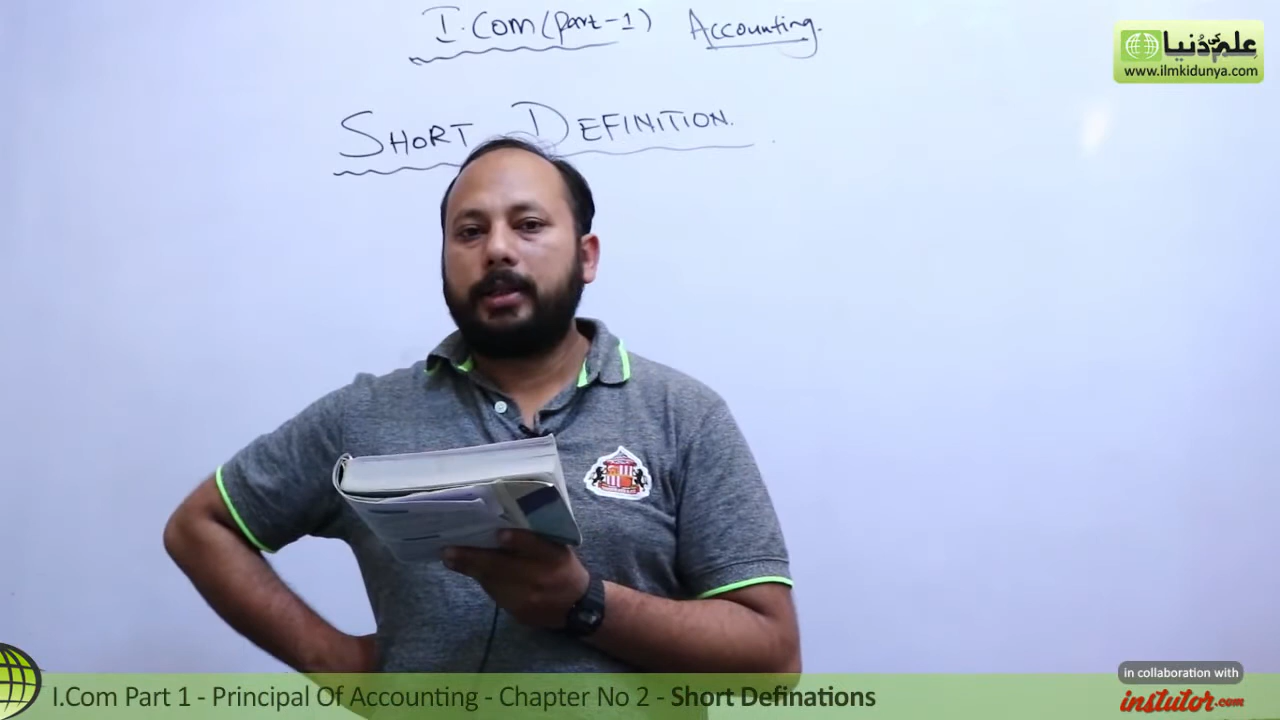 I.Com (part-1) Accounting.
علم کی دُنیا
www.ilmkidunya.com
SHORT DEFINITION.
in collaboration with
instutor.com
I.Com Part 1 - Principal Of Accounting - Chapter No 2 - Short Definations